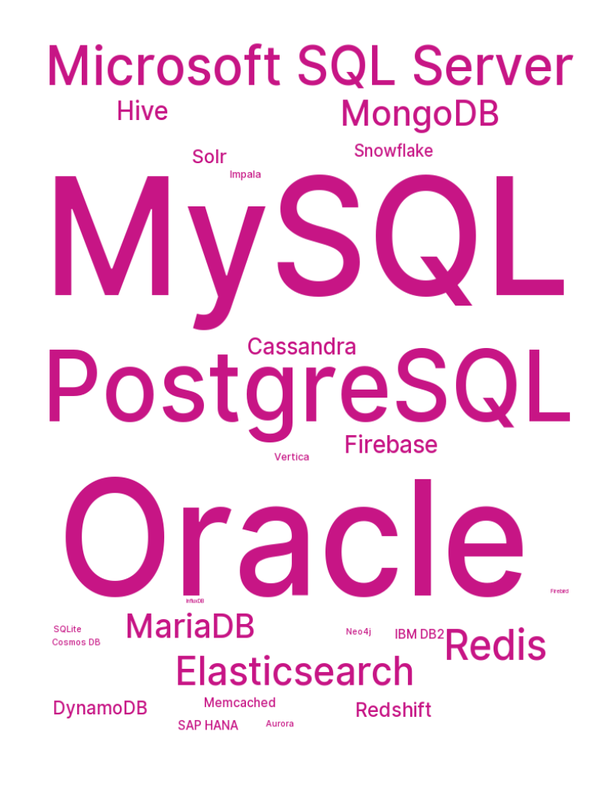 Microsoft SQL Server
Hive
MongoDB
Snowflake
Solr
Impala
MySQL
Cassandra
PostgreSQL
Firebase
Vertica
Oracle
Firebird
InfluxDB
MariaDB
SQLite
Neo4j
IBM DB2
Redis
Cosmos DB
Elasticsearch
Memcached
DynamoDB
Redshift
SAP HANA
Aurora